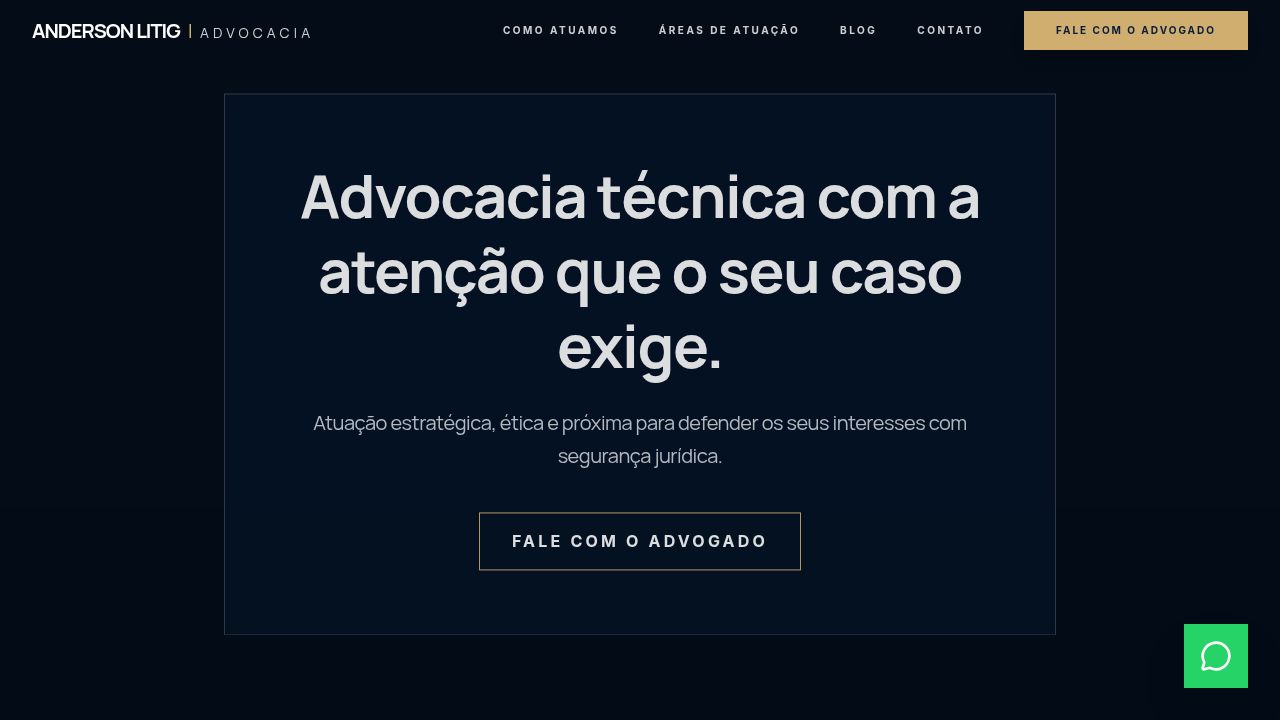 ANDERSON LITIG | ADVOCACIA
COMO ATUAMOS
ÁREAS DE ATUAÇÃO
BLOG
CONTATO
FALE COM O ADVOGADO
Advocacia técnica com a
atenção que o seu caso
exige.
Atuação estratégica, ética e próxima para defender os seus interesses com
segurança jurídica.
FALE COM O ADVOGADO